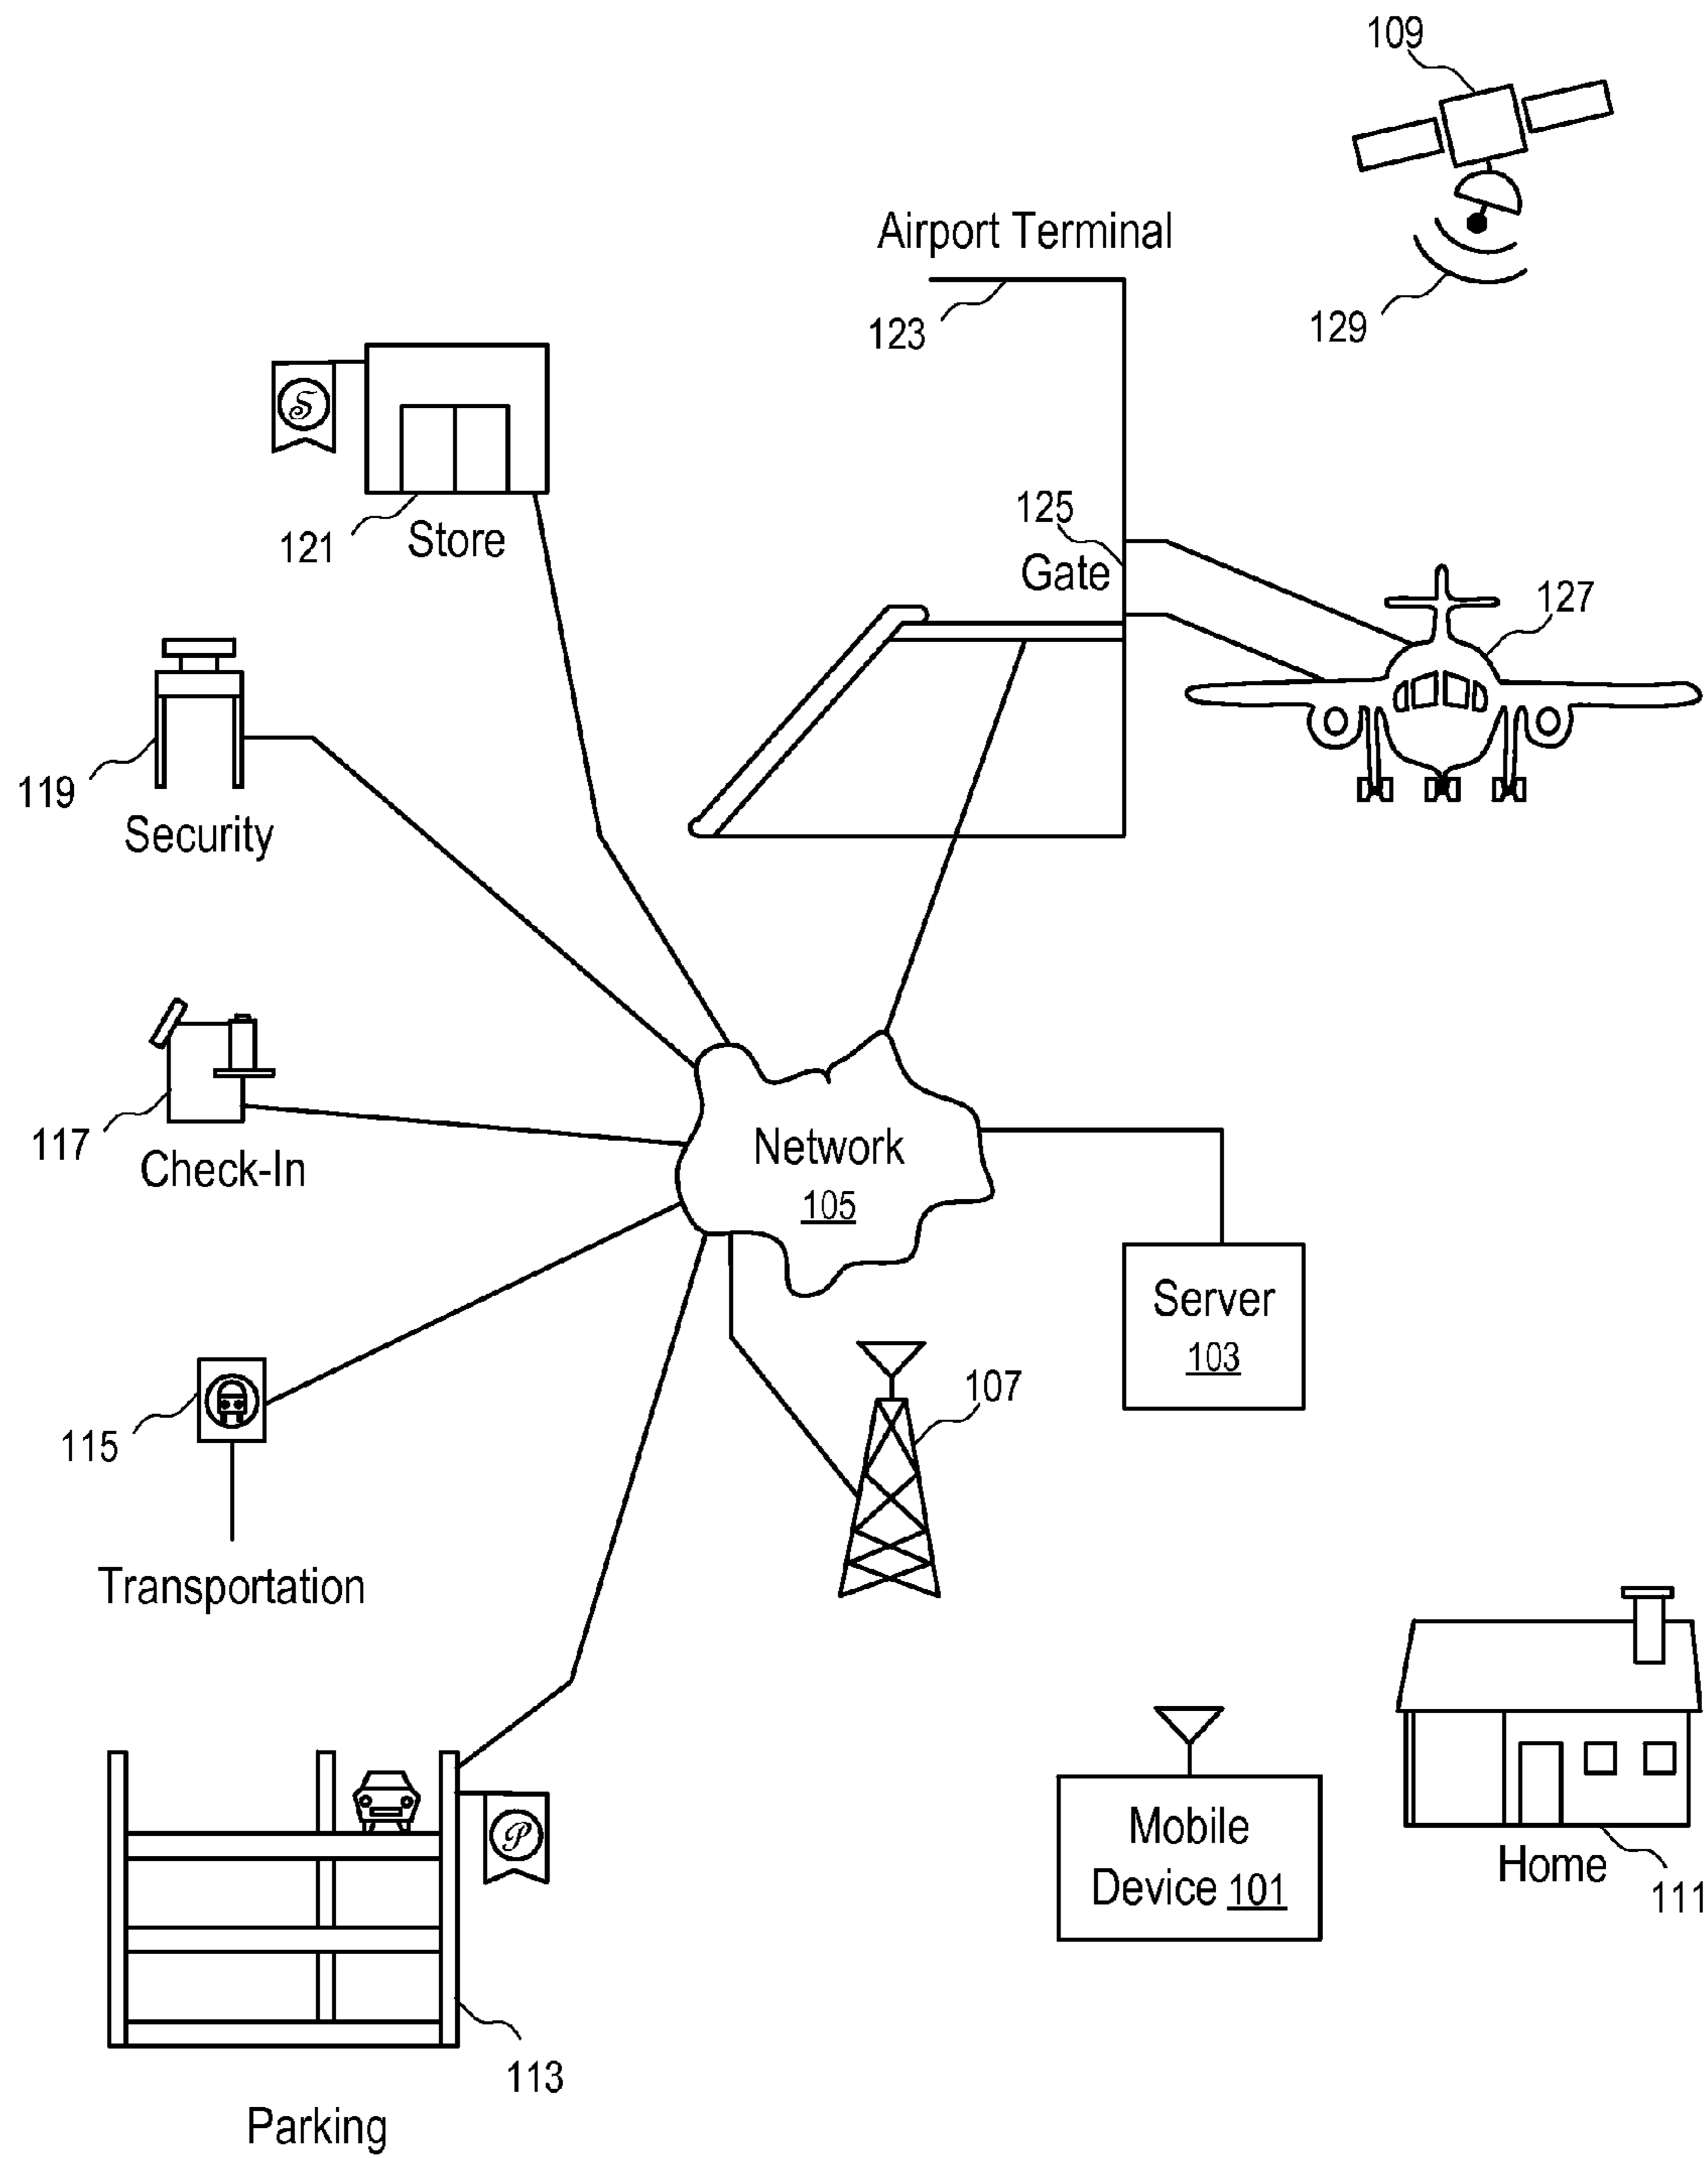 109
Airport Terminal
123
129
S
125
121
Store
Gate
127
119
Security
117
Check-In
Network
105
Server
103
107
115
Transportation
P
Mobile
Device 101
Home
111
113
Parking